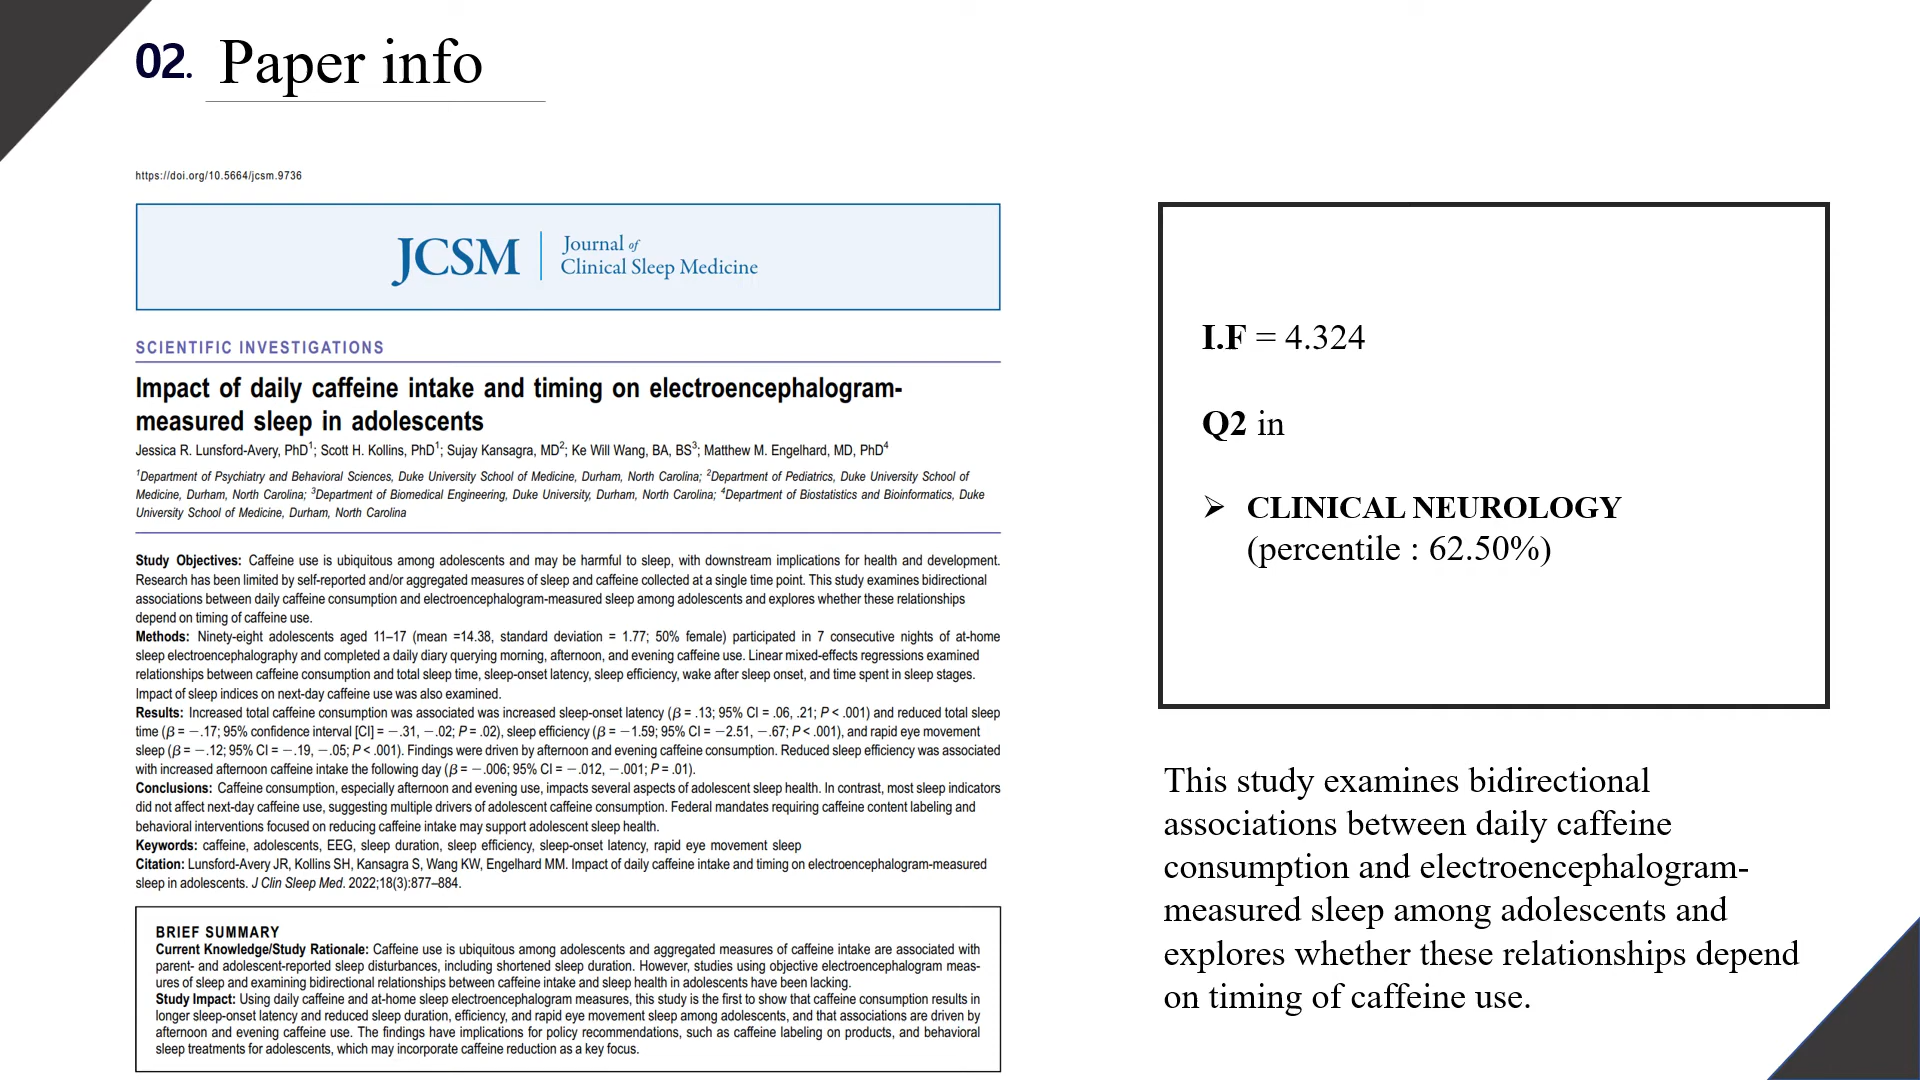 02. Paper info
https://doi.org/10.5664/jcsm.9736
JCSM
Journal of
Clinical Sleep Medicine
SCIENTIFIC INVESTIGATIONS
Impact of daily caffeine intake and timing on electroencephalogram-
measured sleep in adolescents
Jessica R. Lunsford-Avery, PhD1; Scott H. Kollins, PhD1; Sujay Kansagra, MD2; Ke Will Wang, BA, BS3; Matthew M. Engelhard, MD, PhD4
1Department of Psychiatry and Behavioral Sciences, Duke University School of Medicine, Durham, North Carolina; 2Department of Pediatrics, Duke University School of
Medicine, Durham, North Carolina; 3Department of Biomedical Engineering, Duke University, Durham, North Carolina; 4Department of Biostatistics and Bioinformatics, Duke
University School of Medicine, Durham, North Carolina
Study Objectives: Caffeine use is ubiquitous among adolescents and may be harmful to sleep, with downstream implications for health and development.
Research has been limited by self-reported and/or aggregated measures of sleep and caffeine collected at a single time point. This study examines bidirectional
associations between daily caffeine consumption and electroencephalogram-measured sleep among adolescents and explores whether these relationships
depend on timing of caffeine use.
Methods: Ninety-eight adolescents aged 11–17 (mean =14.38, standard deviation = 1.77; 50% female) participated in 7 consecutive nights of at-home
sleep electroencephalography and completed a daily diary querying morning, afternoon, and evening caffeine use. Linear mixed-effects regressions examined
relationships between caffeine consumption and total sleep time, sleep-onset latency, sleep efficiency, wake after sleep onset, and time spent in sleep stages.
Impact of sleep indices on next-day caffeine use was also examined.
Results: Increased total caffeine consumption was associated was increased sleep-onset latency (β = .13; 95% CI = .06, .21; P < .001) and reduced total sleep
time (β = −.17; 95% confidence interval [CI] = −.31, −.02; P = .02), sleep efficiency (β = −1.59; 95% CI = −2.51, −.67; P < .001), and rapid eye movement
sleep (β = −.12; 95% CI = −.19, −.05; P < .001). Findings were driven by afternoon and evening caffeine consumption. Reduced sleep efficiency was associated
with increased afternoon caffeine intake the following day (β = −.006; 95% CI = −.012, −.001; P = .01).
Conclusions: Caffeine consumption, especially afternoon and evening use, impacts several aspects of adolescent sleep health. In contrast, most sleep indicators
did not affect next-day caffeine use, suggesting multiple drivers of adolescent caffeine consumption. Federal mandates requiring caffeine content labeling and
behavioral interventions focused on reducing caffeine intake may support adolescent sleep health.
Keywords: caffeine, adolescents, EEG, sleep duration, sleep efficiency, sleep-onset latency, rapid eye movement sleep
Citation: Lunsford-Avery JR, Kollins SH, Kansagra S, Wang KW, Engelhard MM. Impact of daily caffeine intake and timing on electroencephalogram-measured
sleep in adolescents. J Clin Sleep Med. 2022;18(3):877–884.
BRIEF SUMMARY
Current Knowledge/Study Rationale: Caffeine use is ubiquitous among adolescents and aggregated measures of caffeine intake are associated with
parent- and adolescent-reported sleep disturbances, including shortened sleep duration. However, studies using objective electroencephalogram meas-
ures of sleep and examining bidirectional relationships between caffeine intake and sleep health in adolescents have been lacking.
Study Impact: Using daily caffeine and at-home sleep electroencephalogram measures, this study is the first to show that caffeine consumption results in
longer sleep-onset latency and reduced sleep duration, efficiency, and rapid eye movement sleep among adolescents, and that associations are driven by
afternoon and evening caffeine use. The findings have implications for policy recommendations, such as caffeine labeling on products, and behavioral
sleep treatments for adolescents, which may incorporate caffeine reduction as a key focus.
I.F = 4.324
Q2 in
➢ CLINICAL NEUROLOGY
(percentile : 62.50%)
This study examines bidirectional
associations between daily caffeine
consumption and electroencephalogram-
measured sleep among adolescents and
explores whether these relationships depend
on timing of caffeine use.